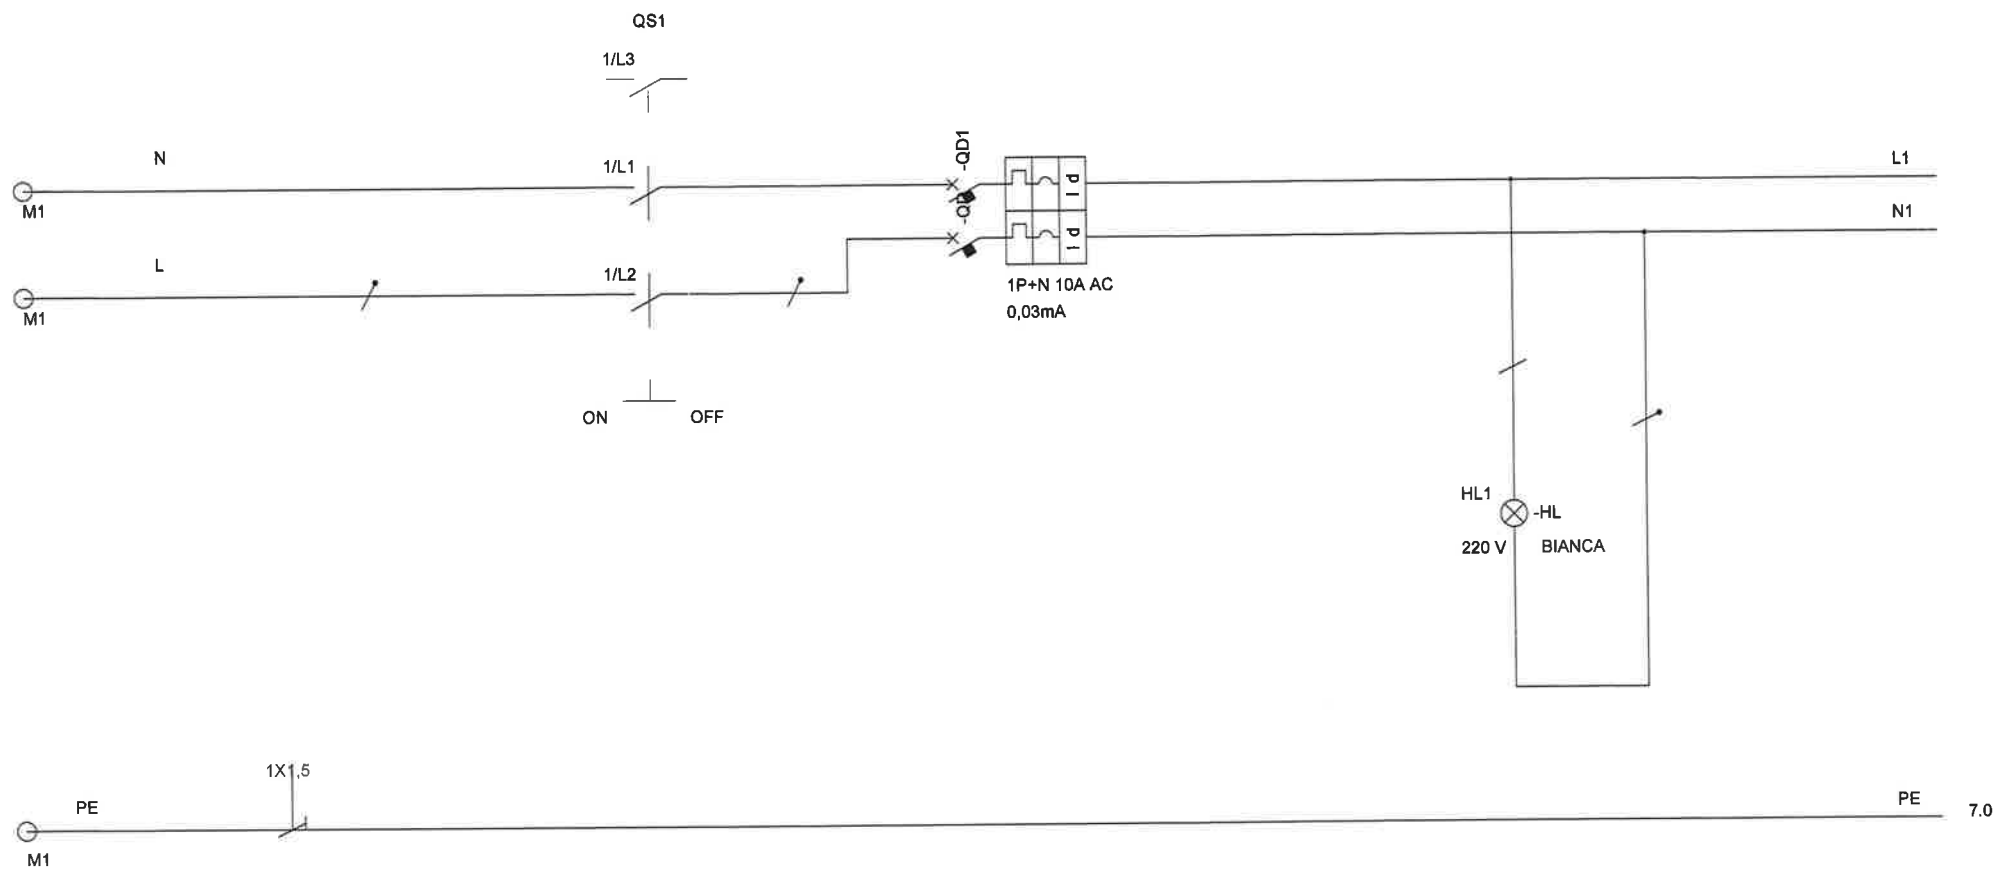 QS1
1/L3
N
1/L1
-QD1
L1
M1
-QD
N1
L
1/L2
1P+N 10A AC
0,03mA
M1
ON
OFF
HL1
-HL
220 V
BIANCA
1X1,5
PE
PE
7.0
M1